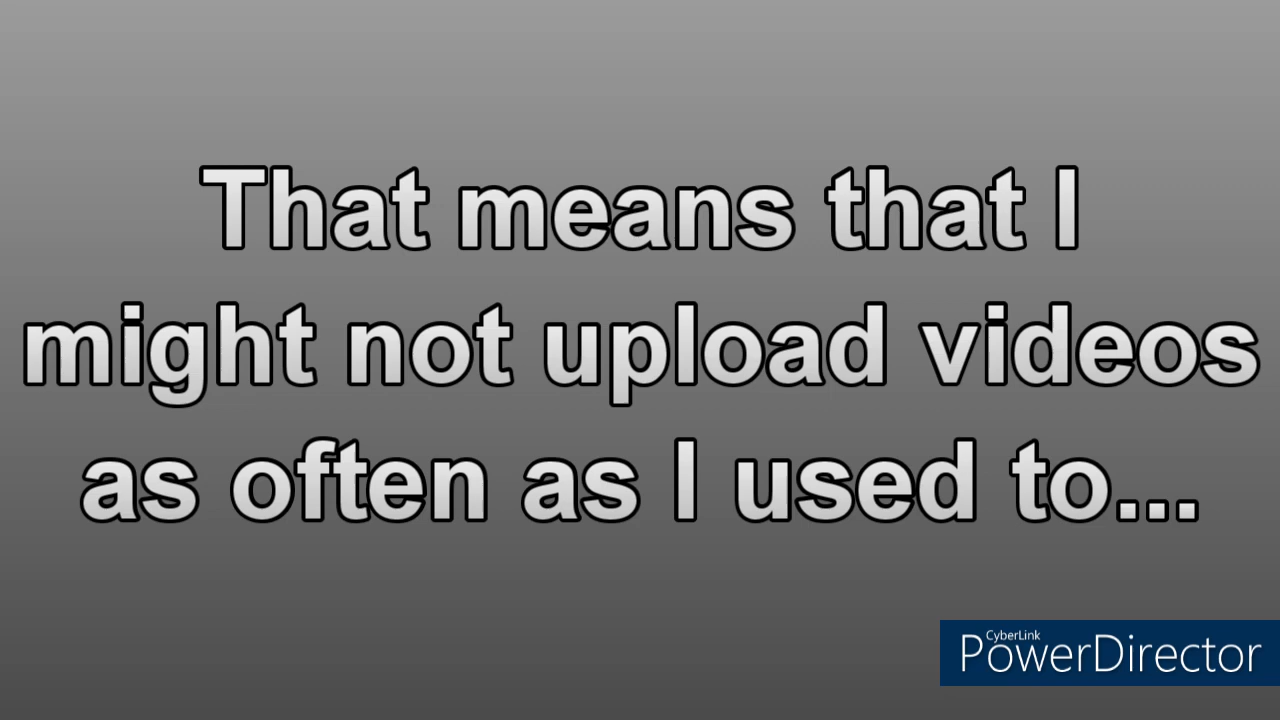 That means that I
might not upload videos
as often as I used to...
CyberLink
PowerDirector